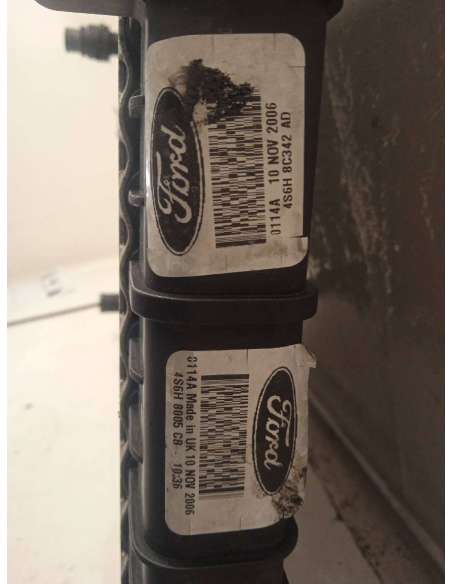 Ford
0114A 10 NOV 2006
4S6H 8C342 AD
Ford
0114A Made in UK 10 NOV 2006
4S6H 8005 CB - 10:36